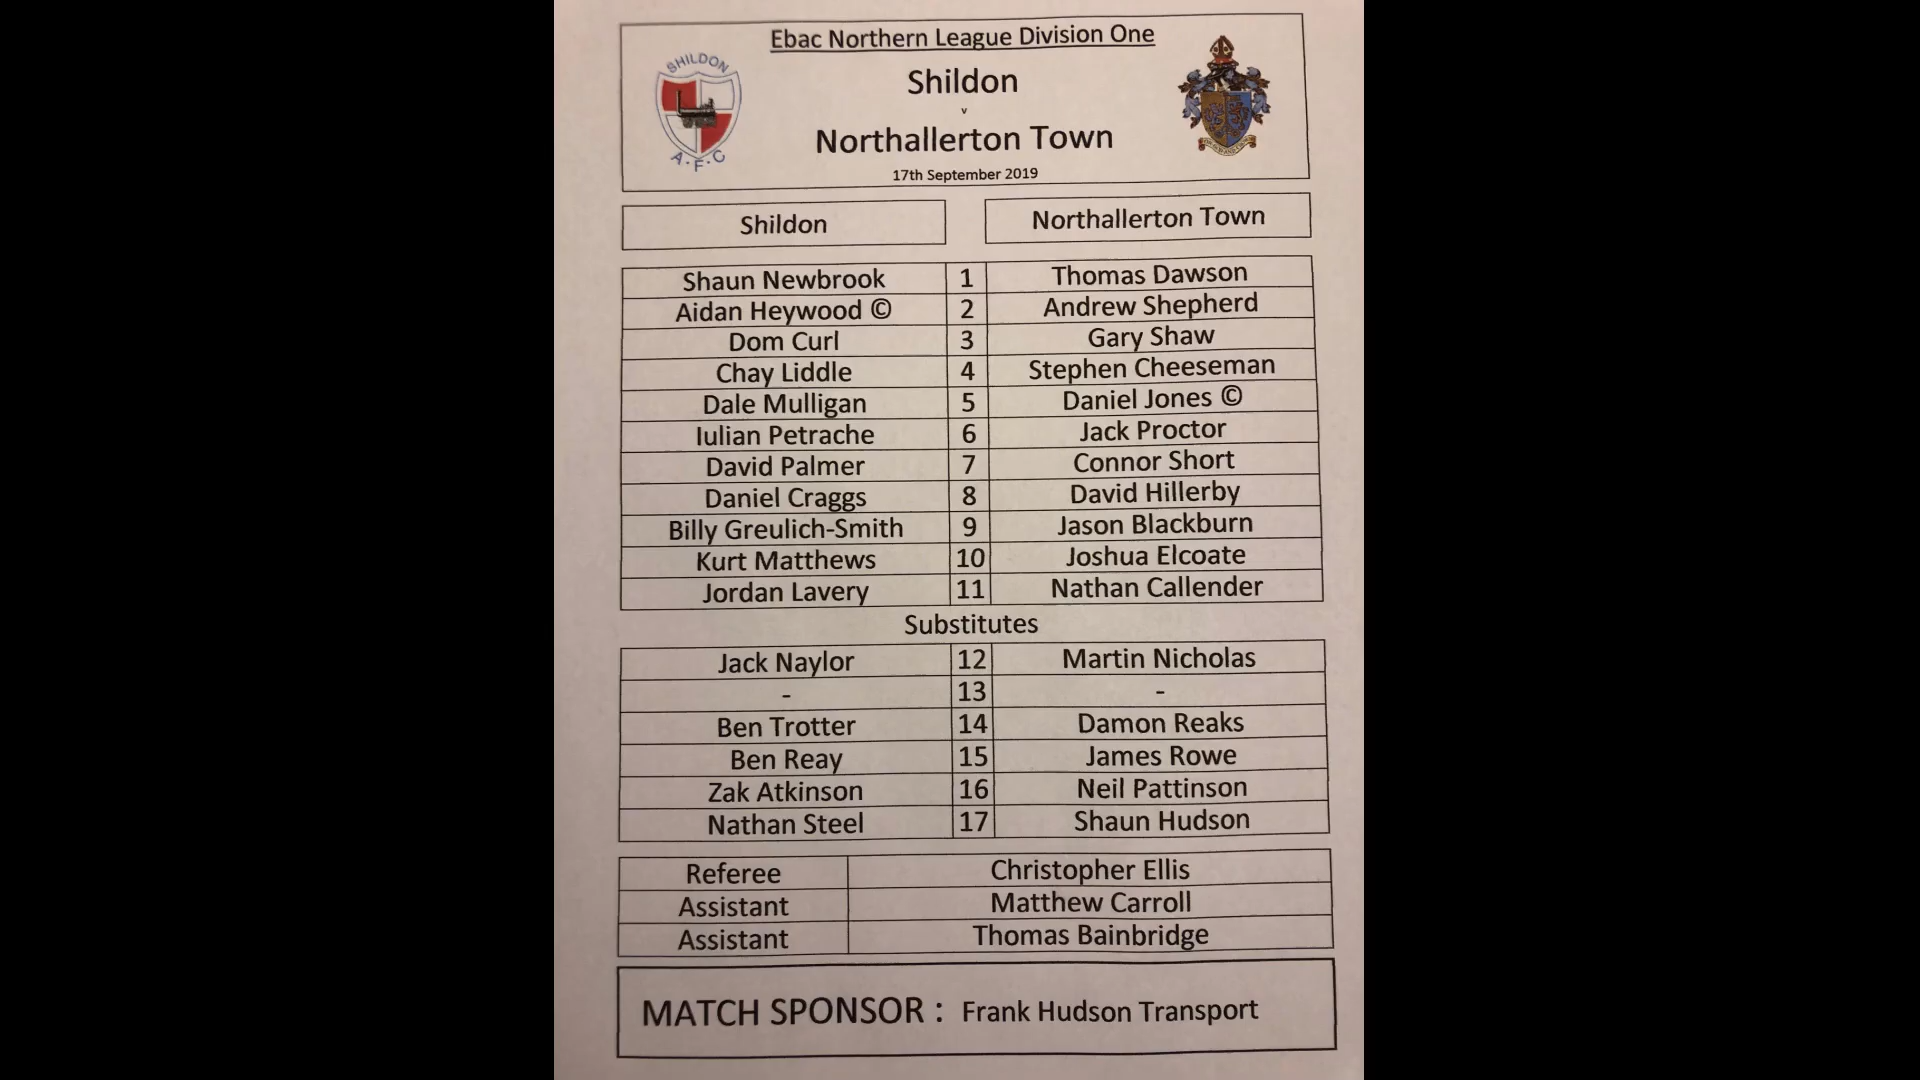 Ebac Northern League Division One
SHILDON
A·F·C
Shildon
v
Northallerton Town
17th September 2019
Shildon Northallerton Town
Shaun Newbrook 1 Thomas Dawson
Aidan Heywood © 2 Andrew Shepherd
Dom Curl 3 Gary Shaw
Chay Liddle 4 Stephen Cheeseman
Dale Mulligan 5 Daniel Jones ©
Iulian Petrache 6 Jack Proctor
David Palmer 7 Connor Short
Daniel Craggs 8 David Hillerby
Billy Greulich-Smith 9 Jason Blackburn
Kurt Matthews 10 Joshua Elcoate
Jordan Lavery 11 Nathan Callender
Substitutes
Jack Naylor 12 Martin Nicholas
- 13 -
Ben Trotter 14 Damon Reaks
Ben Reay 15 James Rowe
Zak Atkinson 16 Neil Pattinson
Nathan Steel 17 Shaun Hudson
Referee Christopher Ellis
Assistant Matthew Carroll
Assistant Thomas Bainbridge
MATCH SPONSOR : Frank Hudson Transport